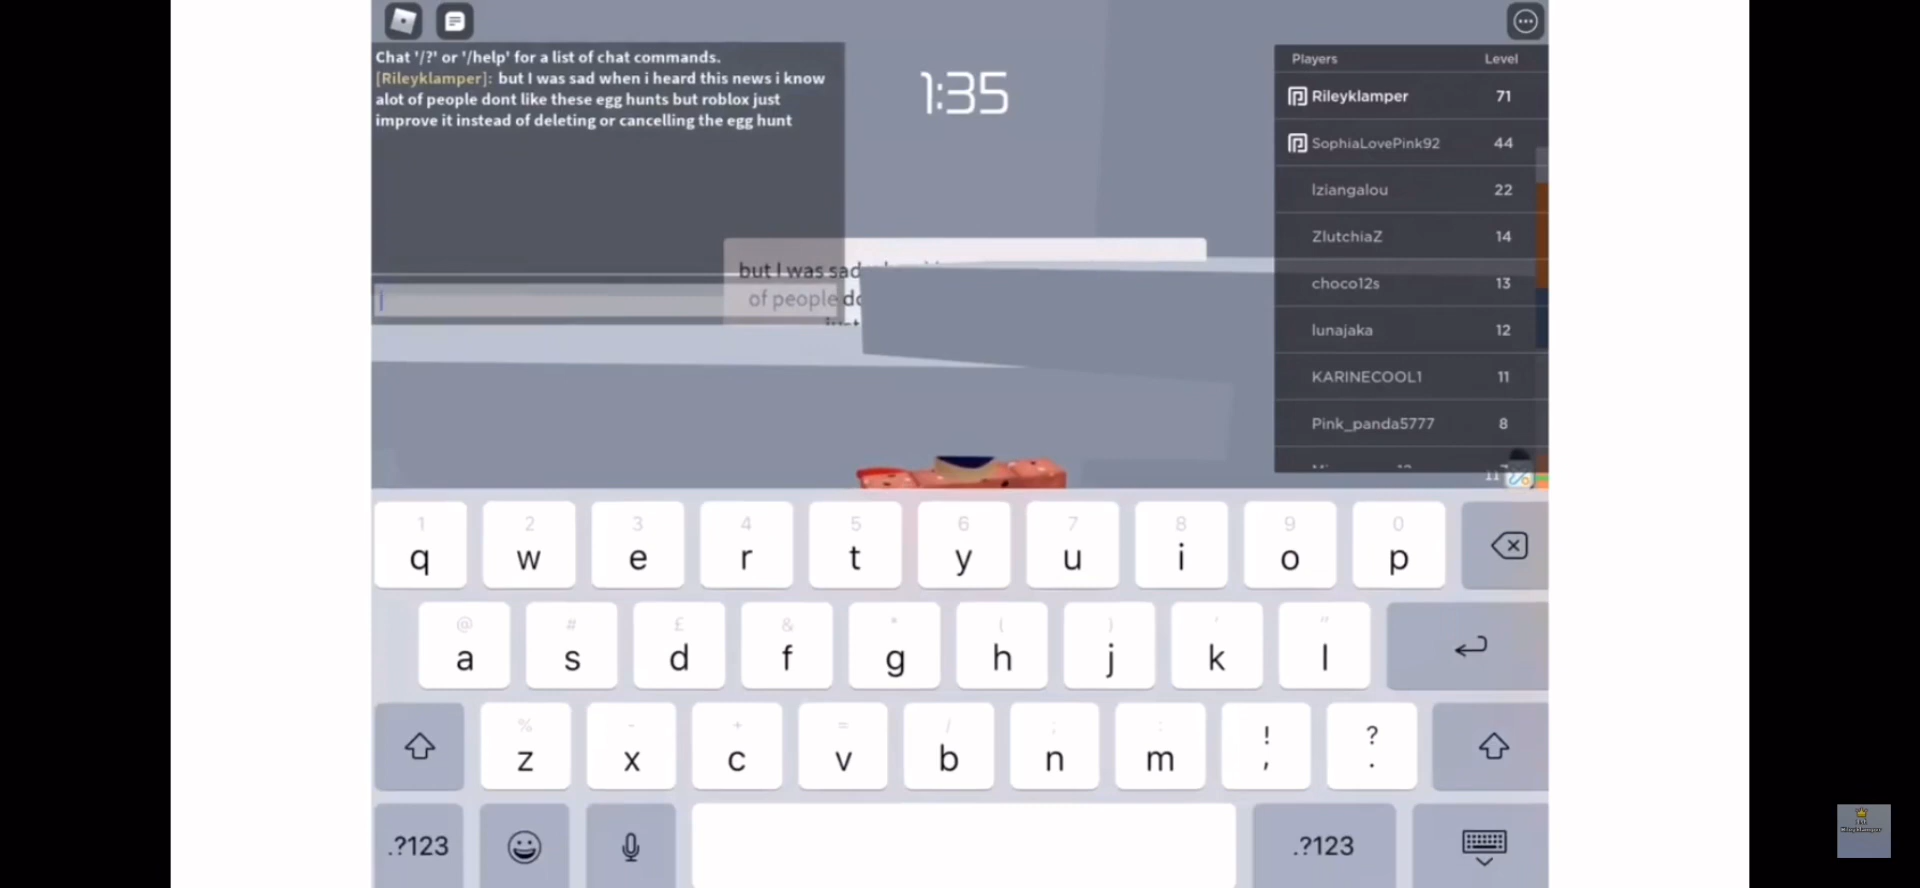 Chat '/?' or '/help' for a list of chat commands.
[Rileyklamper]: but I was sad when i heard this news i know
alot of people dont like these egg hunts but roblox just
improve it instead of deleting or cancelling the egg hunt
1:35
Players Level
Rileyklamper 71
SophiaLovePink92 44
Iziangalou 22
ZlutchiaZ 14
choco12s 13
lunajaka 12
KARINECOOL1 11
Pink_panda5777 8
11
but I was sad
of people
just
1 2 3 4 5 6 7 8 9 0
q w e r t y u i o p
@ # £ & * ( ) ' "
a s d f g h j k l
% - + = / ; : ! ?
z x c v b n m , .
.?123 .?123